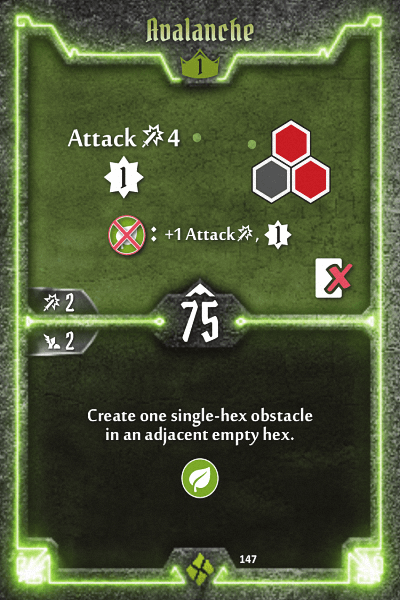 Avalanche
1
Attack 4
1
: +1 Attack, 1
2
75
2
Create one single-hex obstacle
in an adjacent empty hex.
147